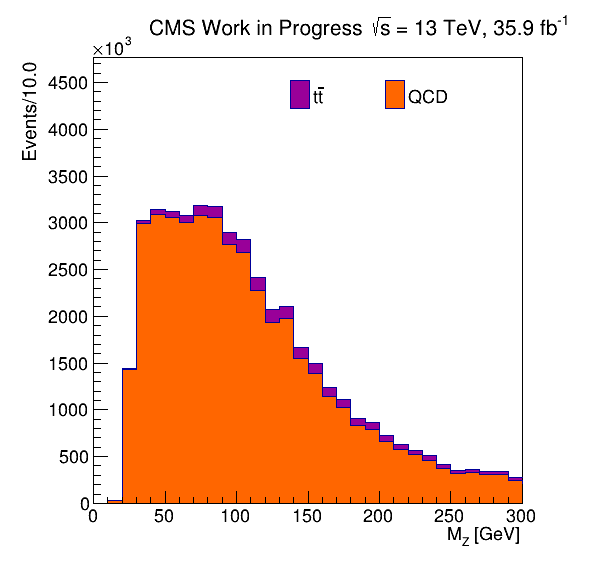 CMS Work in Progress √s = 13 TeV, 35.9 fb⁻¹
×10³
Events/10.0
tt̄
QCD
4500
4000
3500
3000
2500
2000
1500
1000
500
0
0 50 100 150 200 250 300
M_Z [GeV]